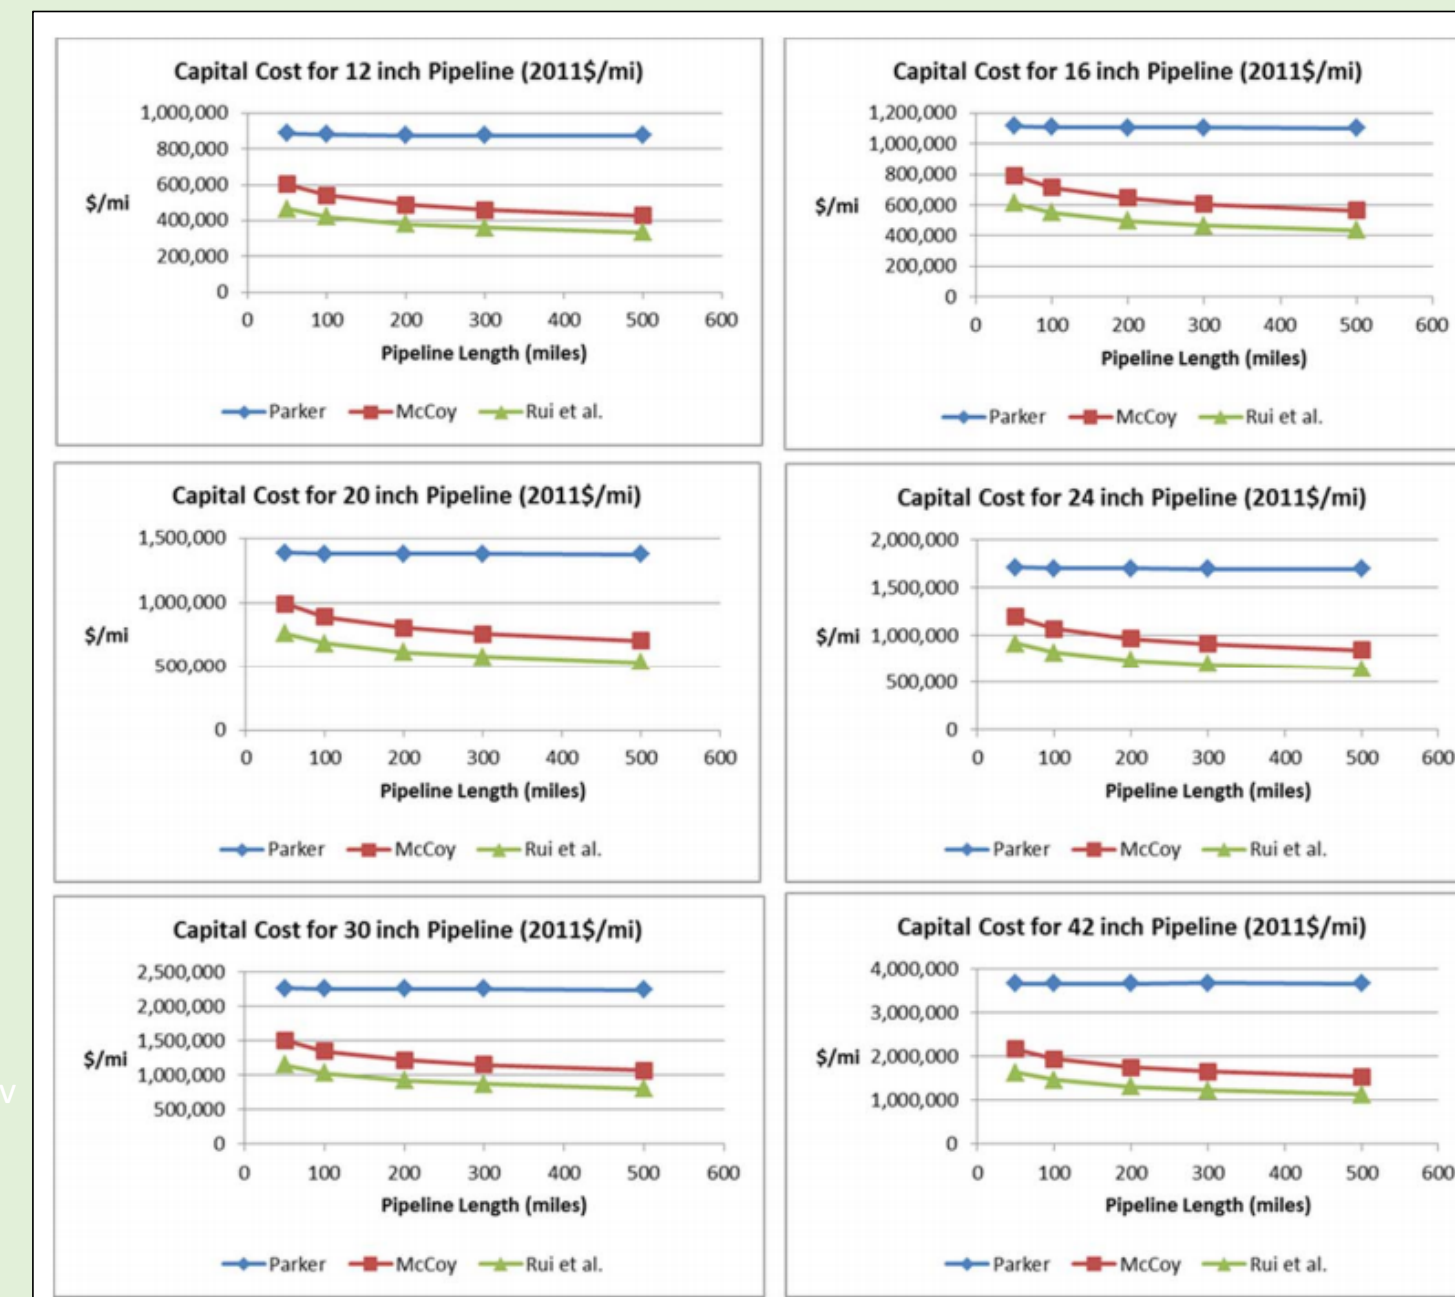 Capital Cost for 12 inch Pipeline (2011$/mi)
1,000,000
800,000
600,000
400,000
200,000
0
$/mi
0 100 200 300 400 500 600
Pipeline Length (miles)
Parker McCoy Rui et al.
Capital Cost for 16 inch Pipeline (2011$/mi)
1,200,000
1,000,000
800,000
600,000
400,000
200,000
0
$/mi
0 100 200 300 400 500 600
Pipeline Length (miles)
Parker McCoy Rui et al.
Capital Cost for 20 inch Pipeline (2011$/mi)
1,500,000
1,000,000
500,000
0
$/mi
0 100 200 300 400 500 600
Pipeline Length (miles)
Parker McCoy Rui et al.
Capital Cost for 24 inch Pipeline (2011$/mi)
2,000,000
1,500,000
1,000,000
500,000
0
$/mi
0 100 200 300 400 500 600
Pipeline Length (miles)
Parker McCoy Rui et al.
Capital Cost for 30 inch Pipeline (2011$/mi)
2,500,000
2,000,000
1,500,000
1,000,000
500,000
0
$/mi
0 100 200 300 400 500 600
Pipeline Length (miles)
Parker McCoy Rui et al.
Capital Cost for 42 inch Pipeline (2011$/mi)
4,000,000
3,000,000
2,000,000
1,000,000
0
$/mi
0 100 200 300 400 500 600
Pipeline Length (miles)
Parker McCoy Rui et al.
v